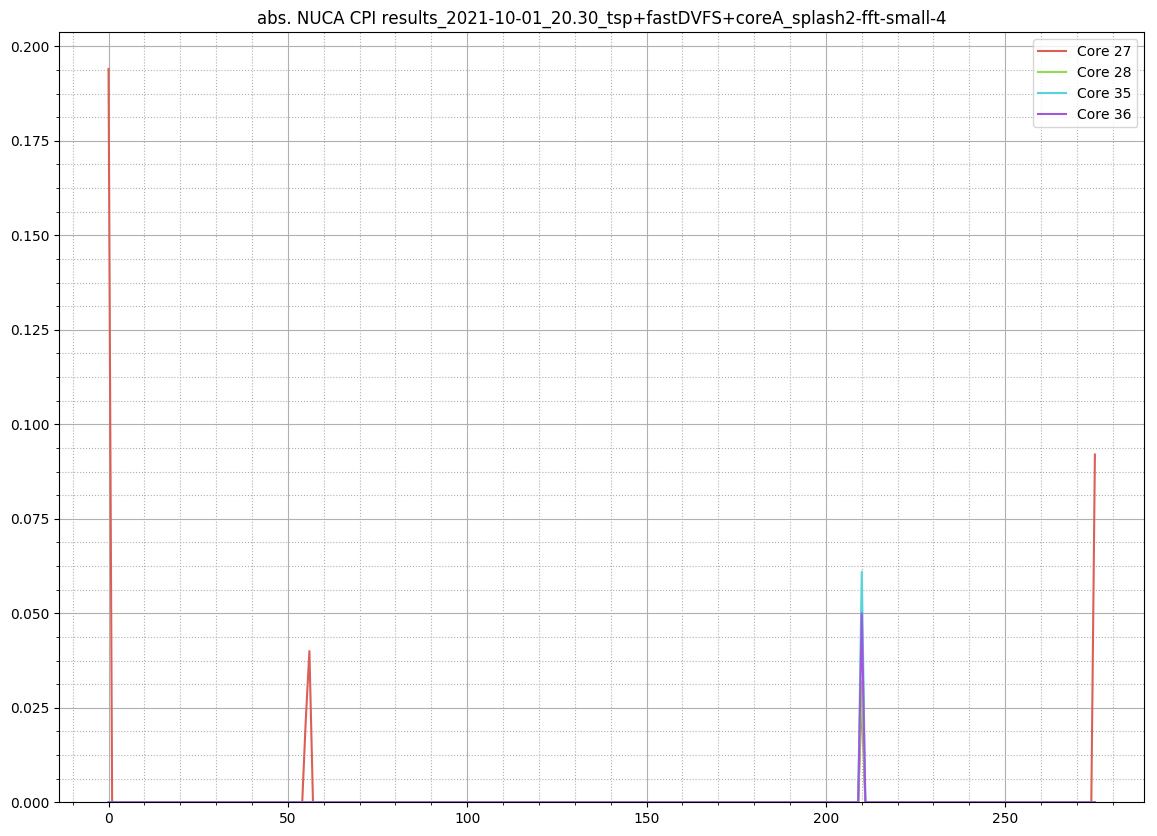 abs. NUCA CPI results_2021-10-01_20.30_tsp+fastDVFS+coreA_splash2-fft-small-4
Core 27
Core 28
Core 35
Core 36
0.200
0.175
0.150
0.125
0.100
0.075
0.050
0.025
0.000
0 50 100 150 200 250